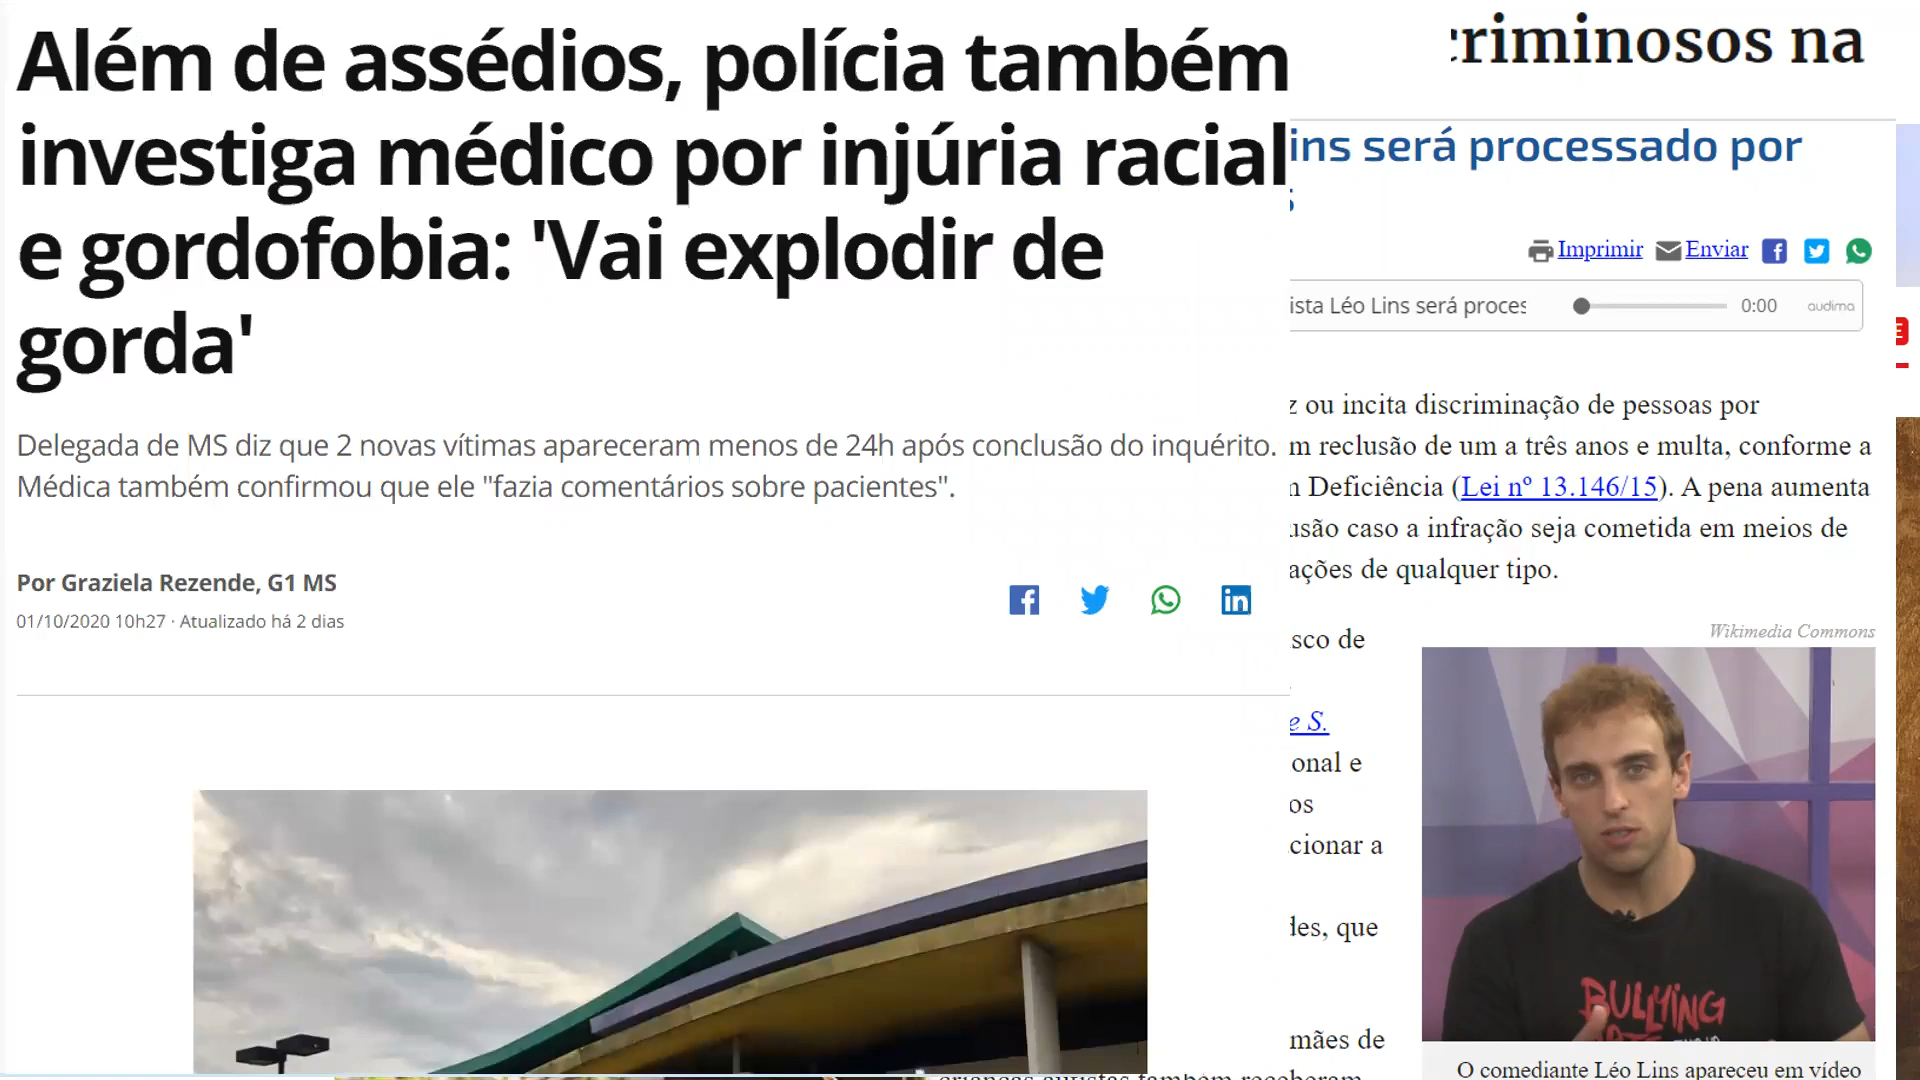 Além de assédios, polícia também
investiga médico por injúria racial
e gordofobia: 'Vai explodir de
gorda'
Delegada de MS diz que 2 novas vítimas apareceram menos de 24h após conclusão do inquérito.
Médica também confirmou que ele "fazia comentários sobre pacientes".
Por Graziela Rezende, G1 MS
01/10/2020 10h27 · Atualizado há 2 dias
riminosos na
ins será processado por
Imprimir Enviar
ista Léo Lins será proces 0:00 audima
z ou incita discriminação de pessoas por
m reclusão de um a três anos e multa, conforme a
n Deficiência (Lei nº 13.146/15). A pena aumenta
usão caso a infração seja cometida em meios de
ações de qualquer tipo.
Wikimedia Commons
sco de
e S.
onal e
os
cionar a
des, que
mães de
BULLYING
O comediante Léo Lins apareceu em vídeo
crianças autistas também receberam